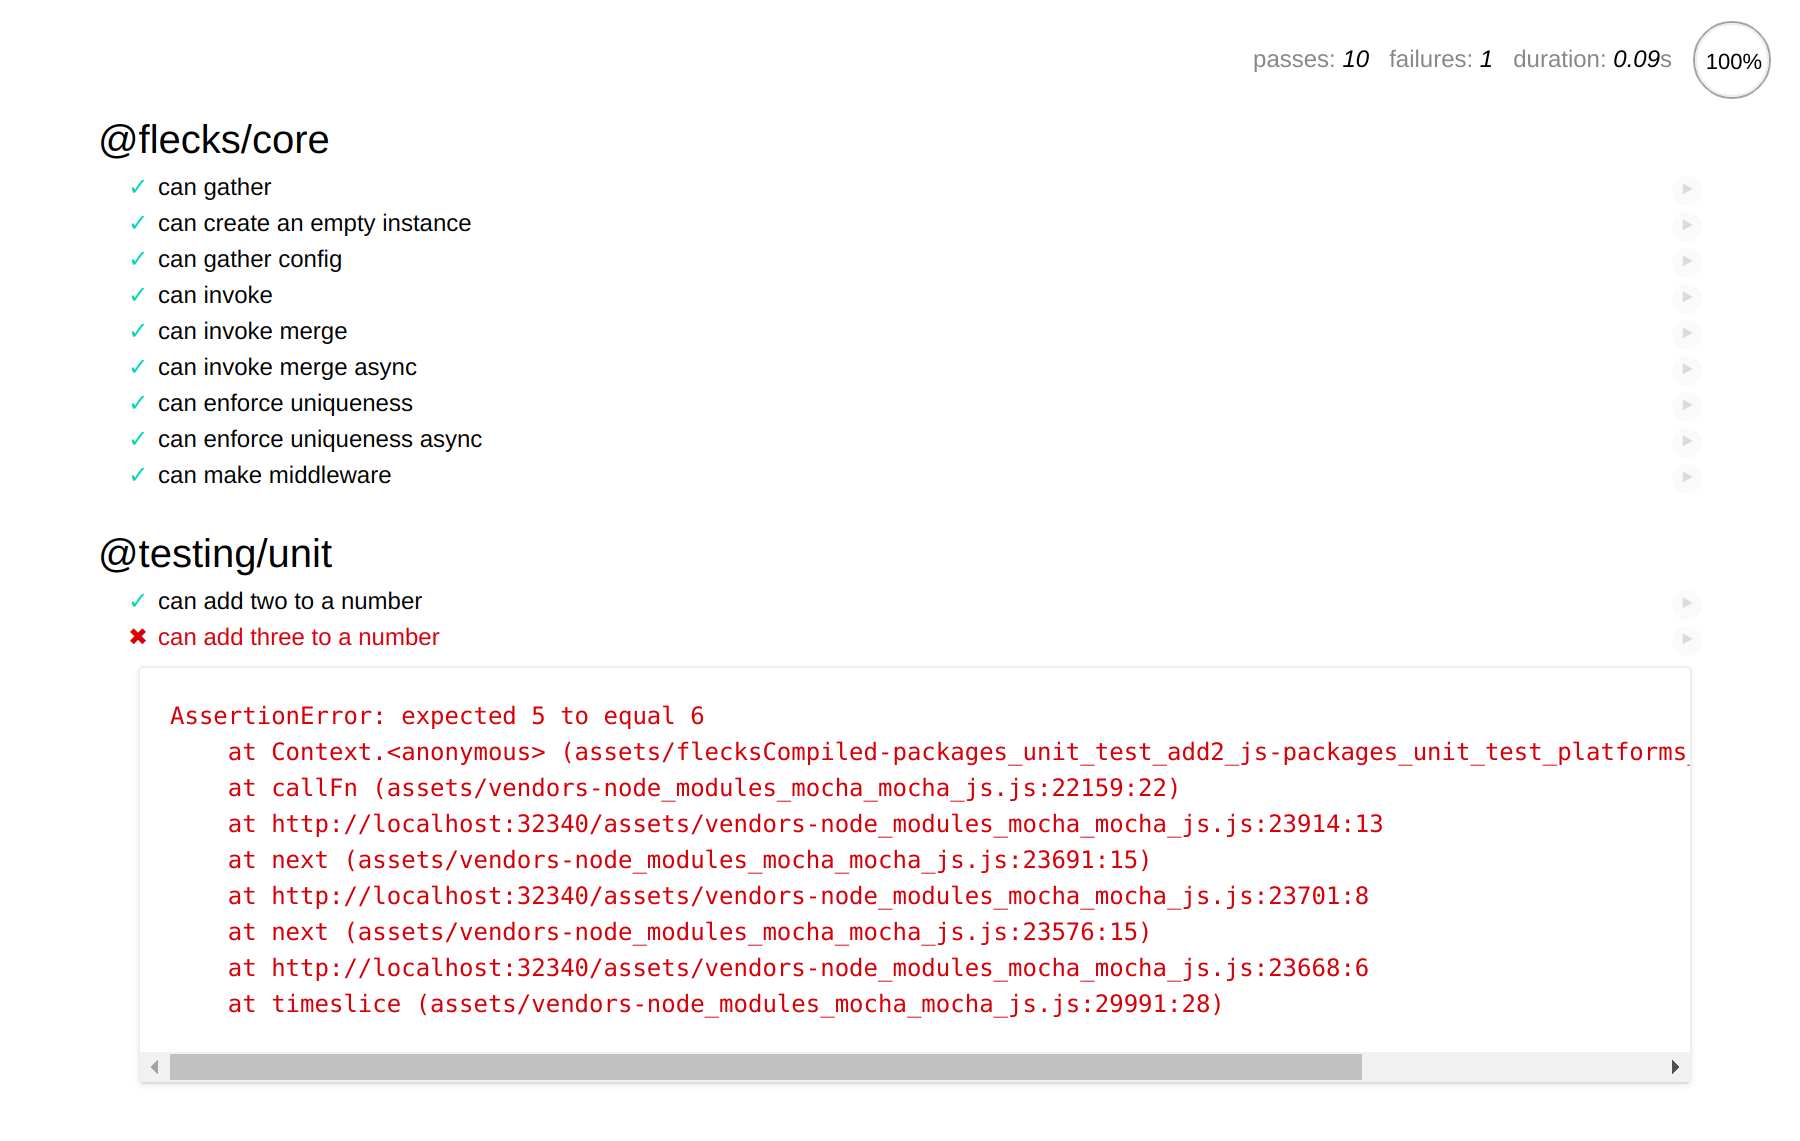 passes: 10 failures: 1 duration: 0.09s 100%
@flecks/core
✓ can gather
✓ can create an empty instance
✓ can gather config
✓ can invoke
✓ can invoke merge
✓ can invoke merge async
✓ can enforce uniqueness
✓ can enforce uniqueness async
✓ can make middleware
@testing/unit
✓ can add two to a number
✖ can add three to a number
AssertionError: expected 5 to equal 6
at Context.<anonymous> (assets/flecksCompiled-packages_unit_test_add2_js-packages_unit_test_platforms_
at callFn (assets/vendors-node_modules_mocha_mocha_js.js:22159:22)
at http://localhost:32340/assets/vendors-node_modules_mocha_mocha_js.js:23914:13
at next (assets/vendors-node_modules_mocha_mocha_js.js:23691:15)
at http://localhost:32340/assets/vendors-node_modules_mocha_mocha_js.js:23701:8
at next (assets/vendors-node_modules_mocha_mocha_js.js:23576:15)
at http://localhost:32340/assets/vendors-node_modules_mocha_mocha_js.js:23668:6
at timeslice (assets/vendors-node_modules_mocha_mocha_js.js:29991:28)